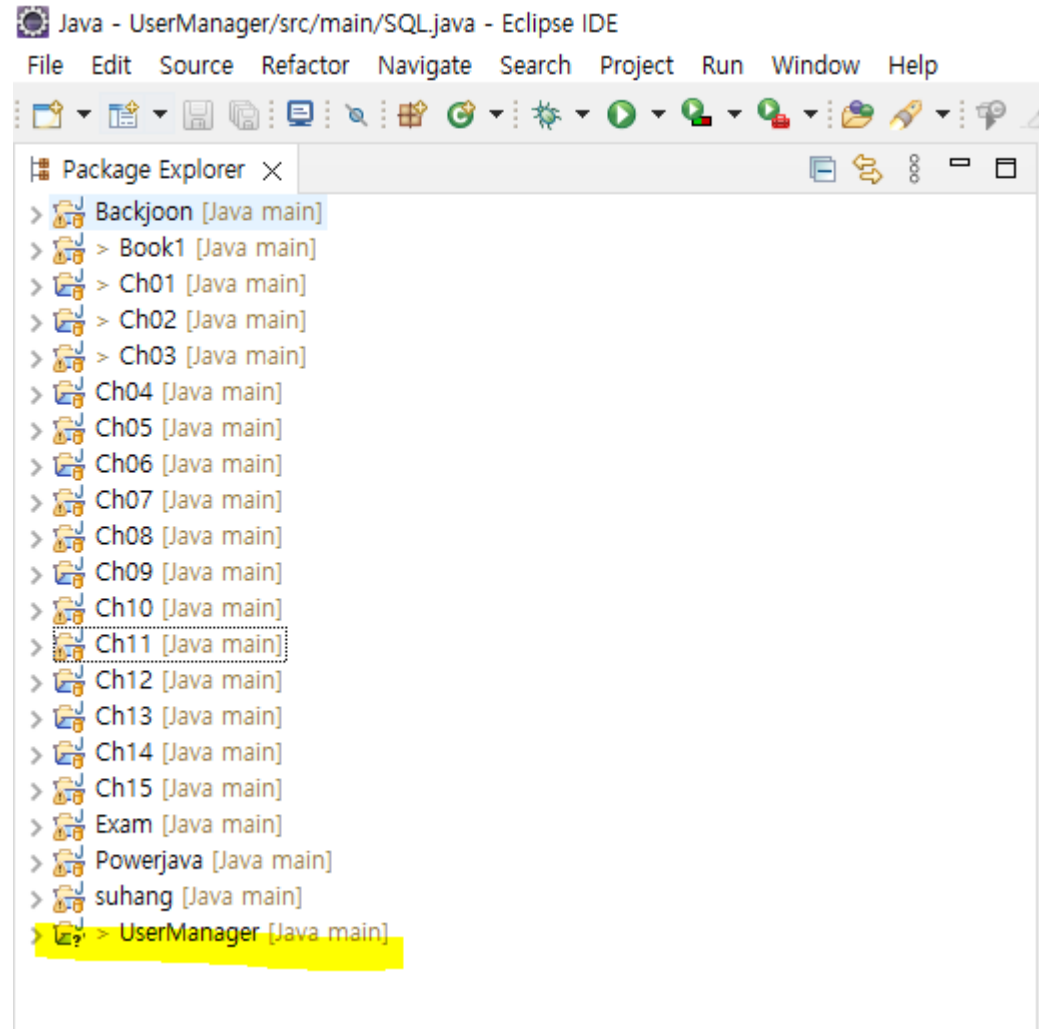 Java - UserManager/src/main/SQL.java - Eclipse IDE
File Edit Source Refactor Navigate Search Project Run Window Help
Package Explorer
Backjoon [Java main]
> Book1 [Java main]
> Ch01 [Java main]
> Ch02 [Java main]
> Ch03 [Java main]
Ch04 [Java main]
Ch05 [Java main]
Ch06 [Java main]
Ch07 [Java main]
Ch08 [Java main]
Ch09 [Java main]
Ch10 [Java main]
Ch11 [Java main]
Ch12 [Java main]
Ch13 [Java main]
Ch14 [Java main]
Ch15 [Java main]
Exam [Java main]
Powerjava [Java main]
suhang [Java main]
> UserManager [Java main]